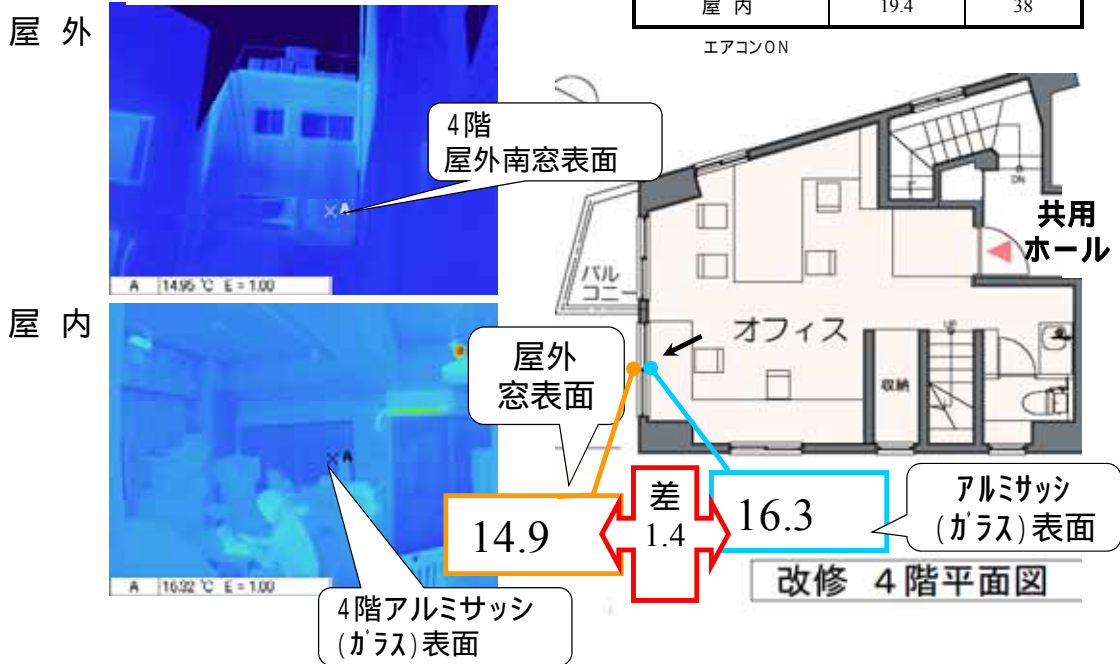 屋内 19.4 38
エアコンON
屋外
4階
屋外南窓表面
A 14.95 ℃ E = 1.00
屋内
屋外
窓表面
A 16.32 ℃ E = 1.00
4階アルミサッシ
(ガラス)表面
14.9
差
1.4
16.3
アルミサッシ
(ガラス)表面
バル
コニー
オフィス
収納
UP
DN
共用
ホール
改修 4階平面図